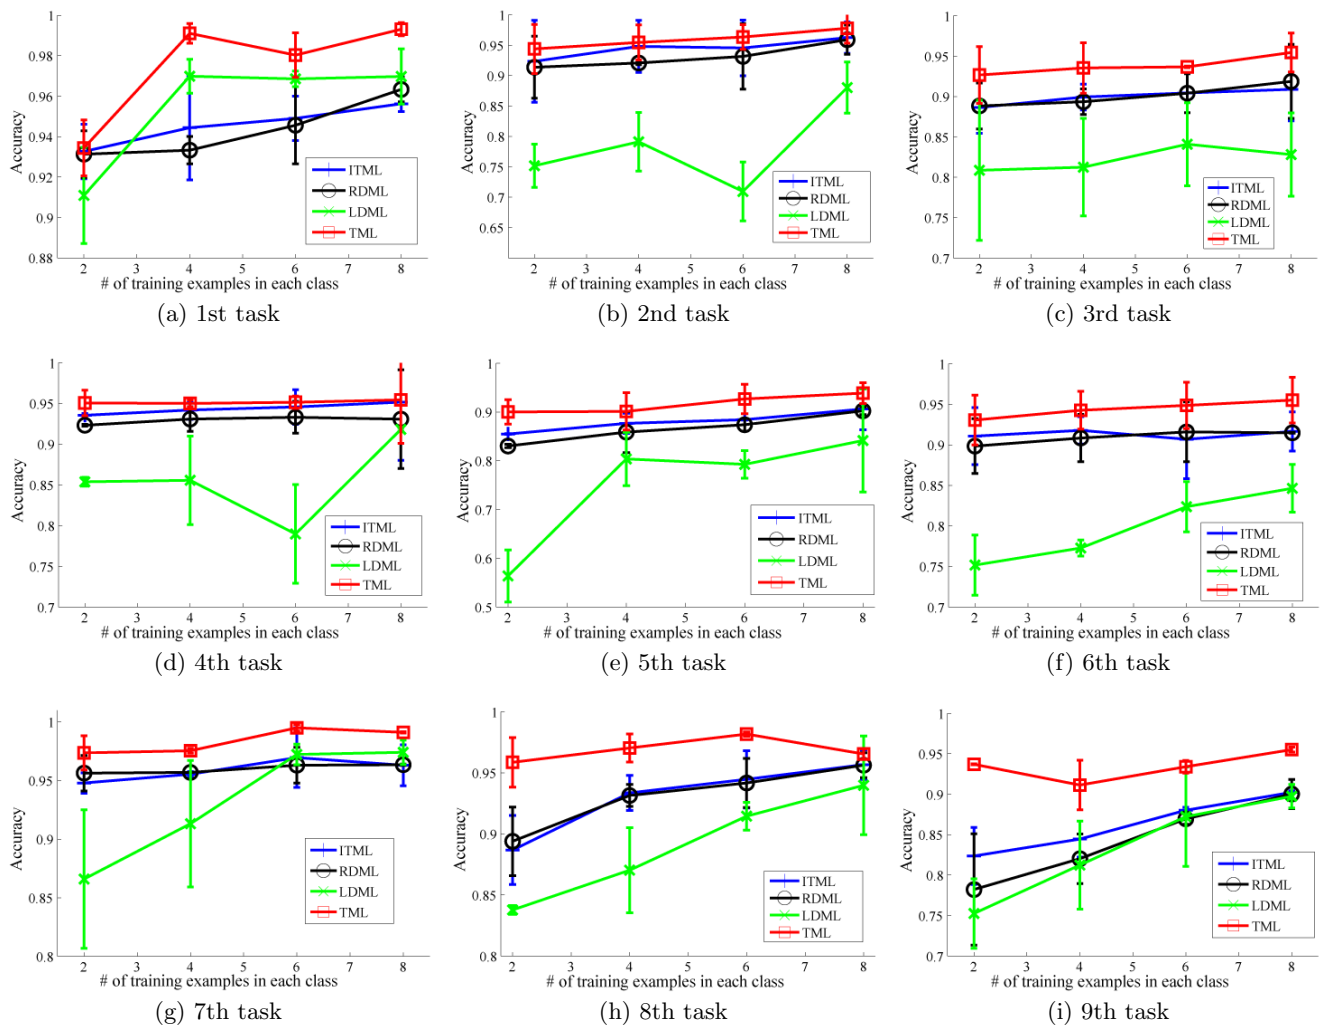 1
0.98
0.96
0.94
0.92
0.9
0.88
Accuracy
2
3
4
5
6
7
8
# of training examples in each class
ITML
RDML
LDML
TML
(a) 1st task
1
0.95
0.9
0.85
0.8
0.75
0.7
0.65
Accuracy
2
3
4
5
6
7
8
# of training examples in each class
ITML
RDML
LDML
TML
(b) 2nd task
1
0.95
0.9
0.85
0.8
0.75
0.7
Accuracy
2
3
4
5
6
7
8
# of training examples in each class
ITML
RDML
LDML
TML
(c) 3rd task
1
0.95
0.9
0.85
0.8
0.75
0.7
Accuracy
2
3
4
5
6
7
8
# of training examples in each class
ITML
RDML
LDML
TML
(d) 4th task
1
0.9
0.8
0.7
0.6
0.5
Accuracy
2
3
4
5
6
7
8
# of training examples in each class
ITML
RDML
LDML
TML
(e) 5th task
1
0.95
0.9
0.85
0.8
0.75
0.7
Accuracy
2
3
4
5
6
7
8
# of training examples in each class
ITML
RDML
LDML
TML
(f) 6th task
1
0.95
0.9
0.85
0.8
Accuracy
2
3
4
5
6
7
8
# of training examples in each class
ITML
RDML
LDML
TML
(g) 7th task
1
0.95
0.9
0.85
0.8
Accuracy
2
3
4
5
6
7
8
# of training examples in each class
ITML
RDML
LDML
TML
(h) 8th task
1
0.95
0.9
0.85
0.8
0.75
0.7
Accuracy
2
3
4
5
6
7
8
# of training examples in each class
ITML
RDML
LDML
TML
(i) 9th task